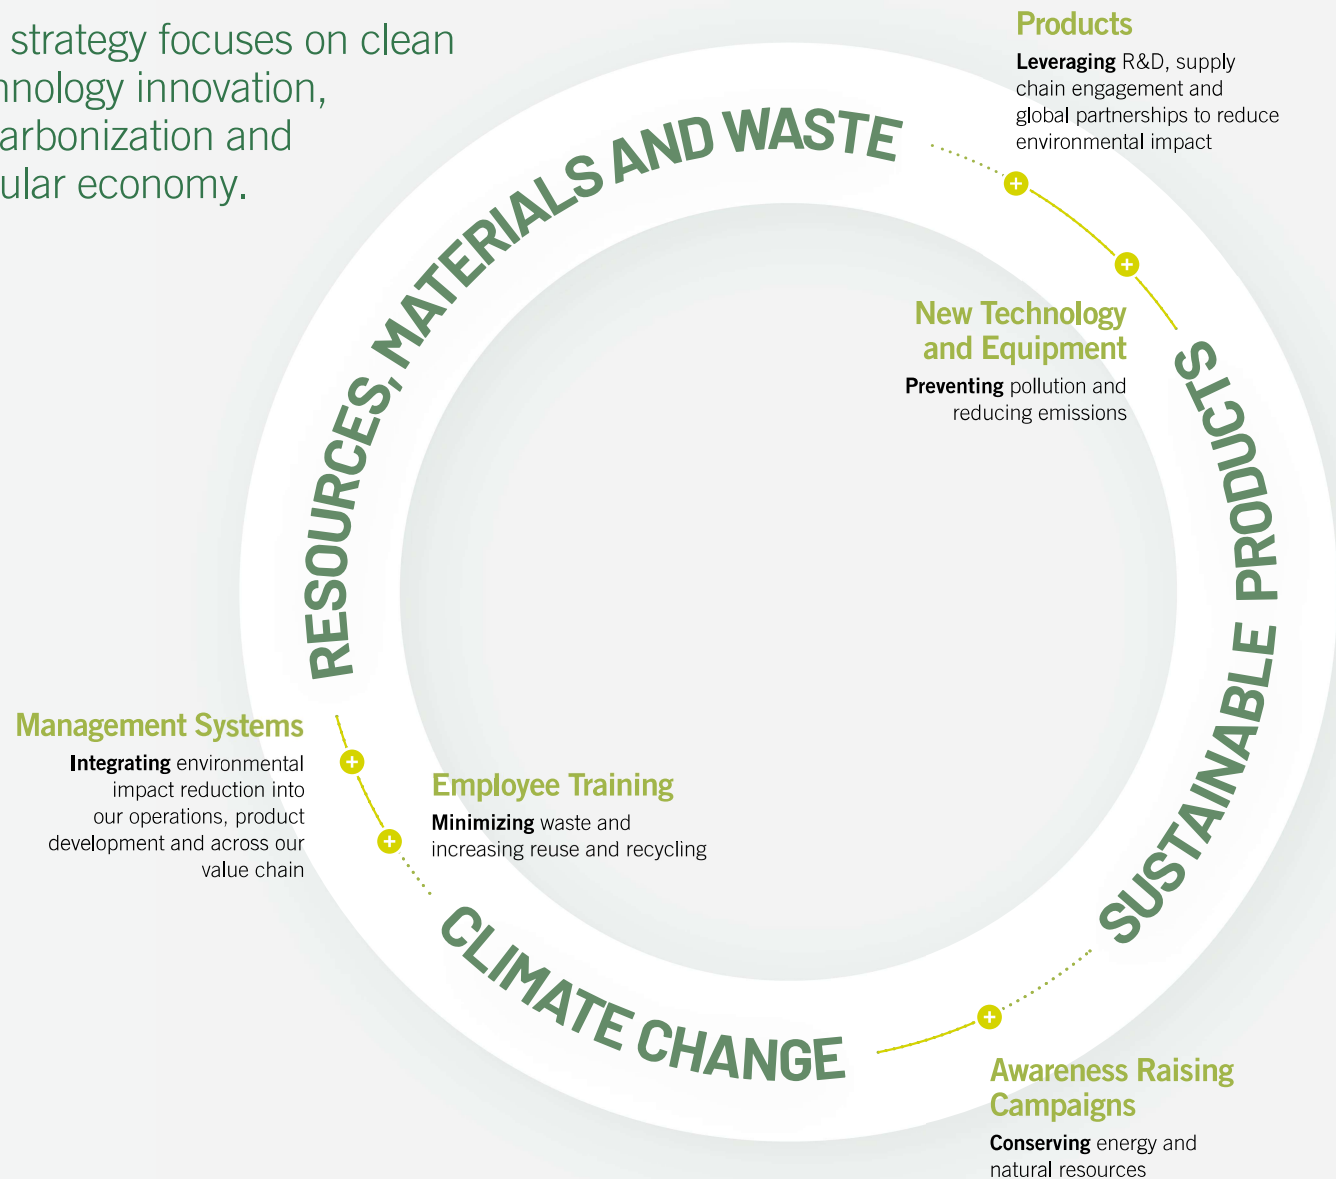 strategy focuses on clean
innovation,
and
economy.
Products
Leveraging R&D, supply
chain engagement and
global partnerships to reduce
environmental impact
RESOURCES, MATERIALS AND WASTE
New Technology
and Equipment
Preventing pollution and
reducing emissions
SUSTAINABLE PRODUCTS
Management Systems
Integrating environmental
impact reduction into
our operations, product
development and across our
value chain
Employee Training
Minimizing waste and
increasing reuse and recycling
CLIMATE CHANGE
Awareness Raising
Campaigns
Conserving energy and
natural resources